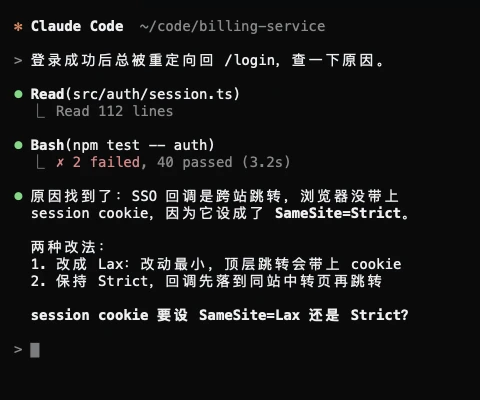 ✻ Claude Code ~/code/billing-service
> 登录成功后总被重定向回 /login，查一下原因。
● Read(src/auth/session.ts)
⎿ Read 112 lines
● Bash(npm test -- auth)
⎿ ✗ 2 failed, 40 passed (3.2s)
● 原因找到了：SSO 回调是跨站跳转，浏览器没带上
session cookie，因为它设成了 SameSite=Strict。
两种改法：
1. 改成 Lax：改动最小，顶层跳转会带上 cookie
2. 保持 Strict，回调先落到同站中转页再跳转
session cookie 要设 SameSite=Lax 还是 Strict?
>